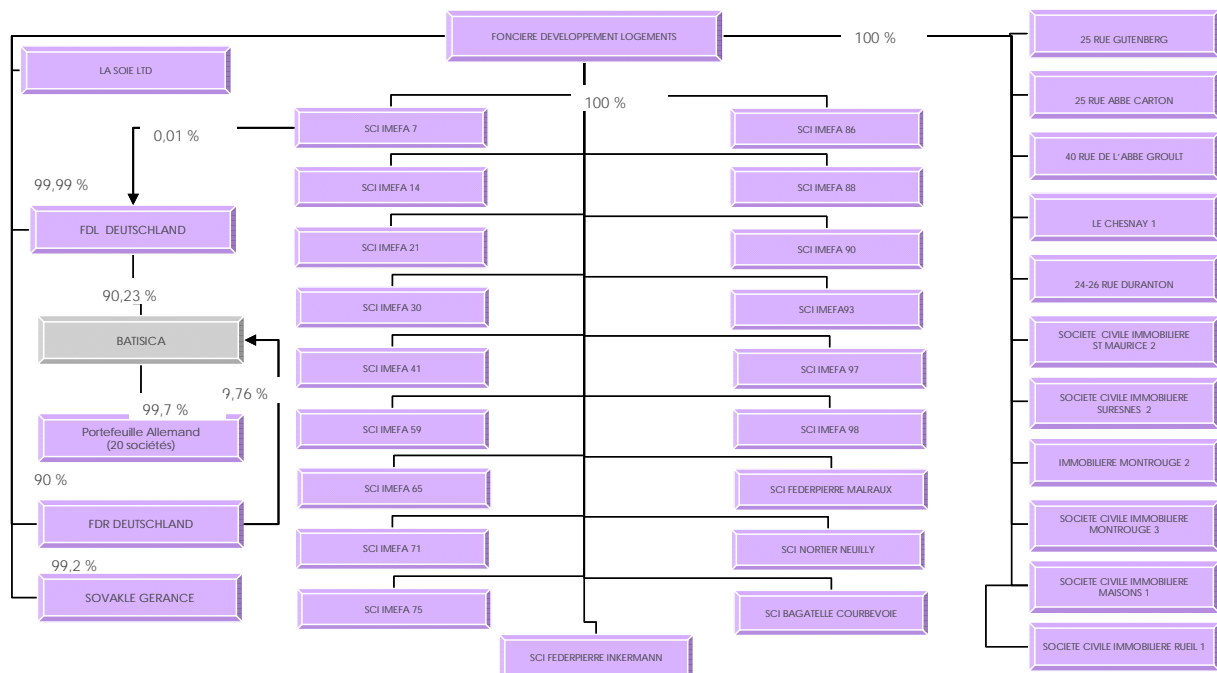 FONCIERE DEVELOPPEMENT LOGEMENTS
100 %
100%
LA SOIE LTD
0,01 %
99,99 %
FDL DEUTSCHLAND
90,23 %
BATISICA
9,76 %
99,7 %
Portefeuille Allemand
(20 sociétés)
90 %
FDR DEUTSCHLAND
99,2 %
SOVAKLE GERANCE
SCI IMEFA 7
SCI IMEFA 14
SCI IMEFA 21
SCI IMEFA 30
SCI IMEFA 41
SCI IMEFA 59
SCI IMEFA 65
SCI IMEFA 71
SCI IMEFA 75
SCI IMEFA 86
SCI IMEFA 88
SCI IMEFA 90
SCI IMEFA93
SCI IMEFA 97
SCI IMEFA 98
SCI FEDERPIERRE MALRAUX
SCI NORTIER NEUILLY
SCI BAGATELLE COURBEVOIE
SCI FEDERPIERRE INKERMANN
25 RUE GUTENBERG
25 RUE ABBE CARTON
40 RUE DE L'ABBE GROULT
LE CHESNAY 1
24-26 RUE DURANTON
SOCIETE CIVILE IMMOBILIERE
ST MAURICE 2
SOCIETE CIVILE IMMOBILIERE
SURESNES 2
IMMOBILIERE MONTROUGE 2
SOCIETE CIVILE IMMOBILIERE
MONTROUGE 3
SOCIETE CIVILE IMMOBILIERE
MAISONS 1
SOCIETE CIVILE IMMOBILIERE RUEIL 1